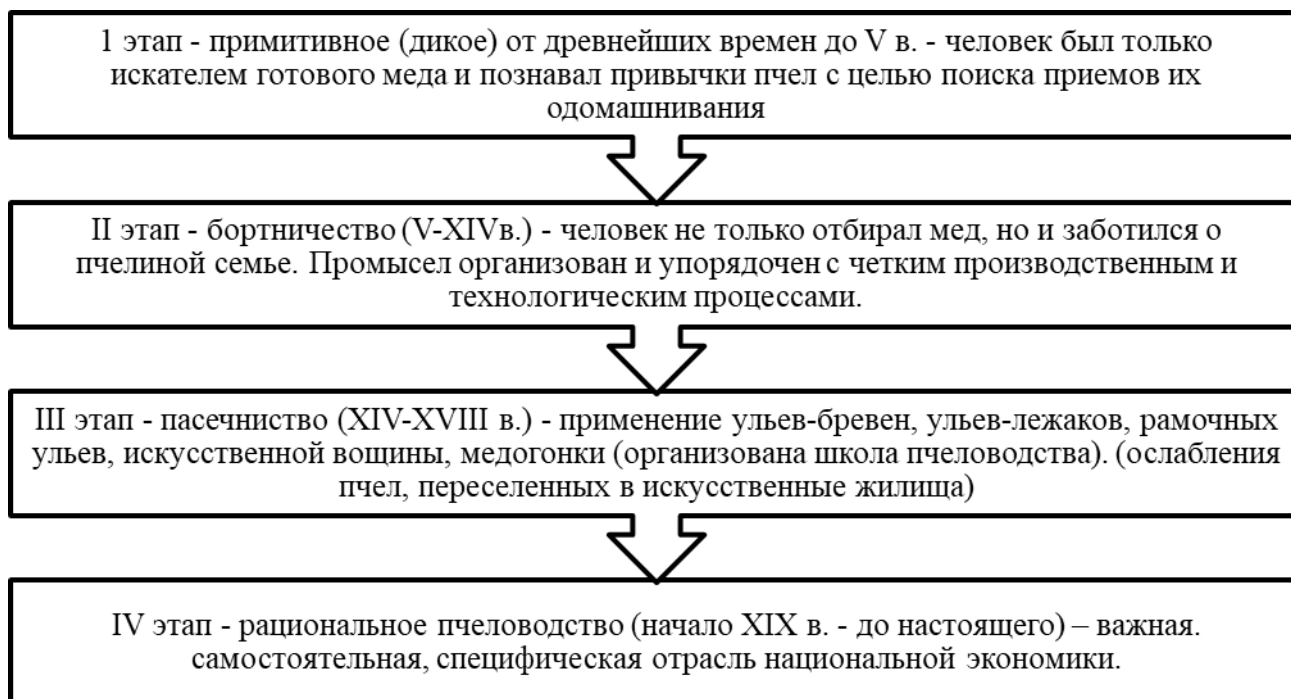 1 этап - примитивное (дикое) от древнейших времен до V в. - человек был только
искателем готового меда и познавал привычки пчел с целью поиска приемов их
одомашнивания
II этап - бортничество (V-XIVв.) - человек не только отбирал мед, но и заботился о
пчелиной семье. Промысел организован и упорядочен с четким производственным и
технологическим процессами.
III этап - пасечниство (XIV-XVIII в.) - применение ульев-бревен, ульев-лежаков, рамочных
ульев, искусственной вощины, медогонки (организована школа пчеловодства). (ослабления
пчел, переселенных в искусственные жилища)
IV этап - рациональное пчеловодство (начало XIX в. - до настоящего) – важная.
самостоятельная, специфическая отрасль национальной экономики.